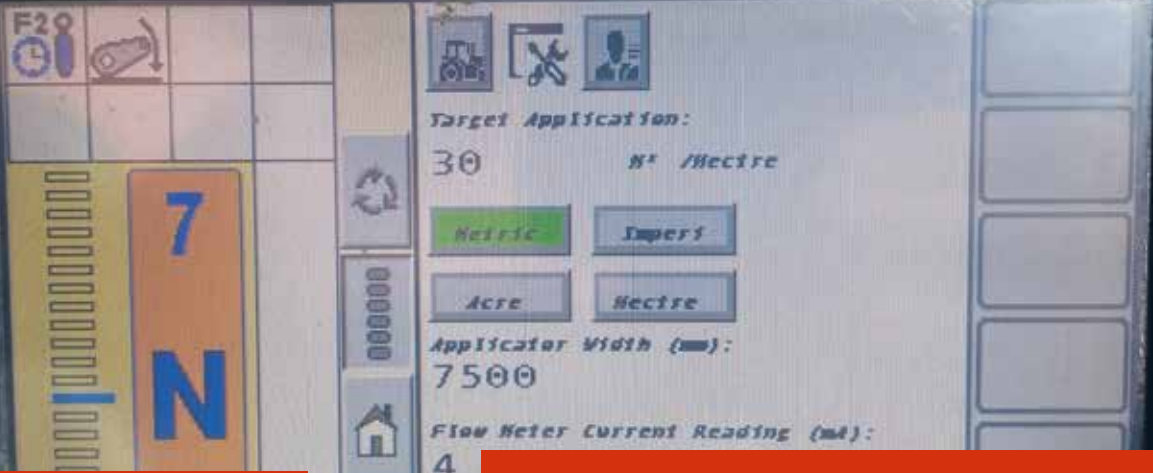 F2
7
N
Target Application:
30 M³ /Hectre
Metric Imperi
Acre Hectre
Applicator Width (mm):
7500
Flow Meter Current Reading (mA):
4